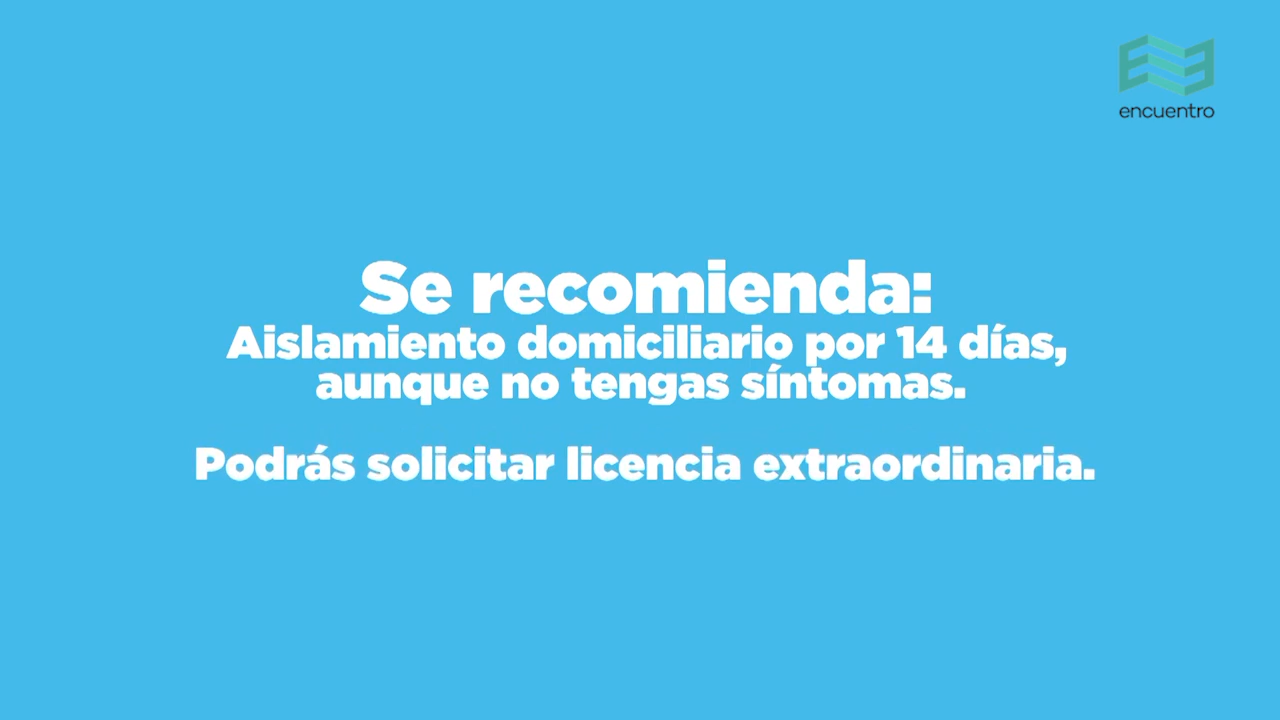 encuentro
Se recomienda:
Aislamiento domiciliario por 14 días,
aunque no tengas síntomas.
Podrás solicitar licencia extraordinaria.